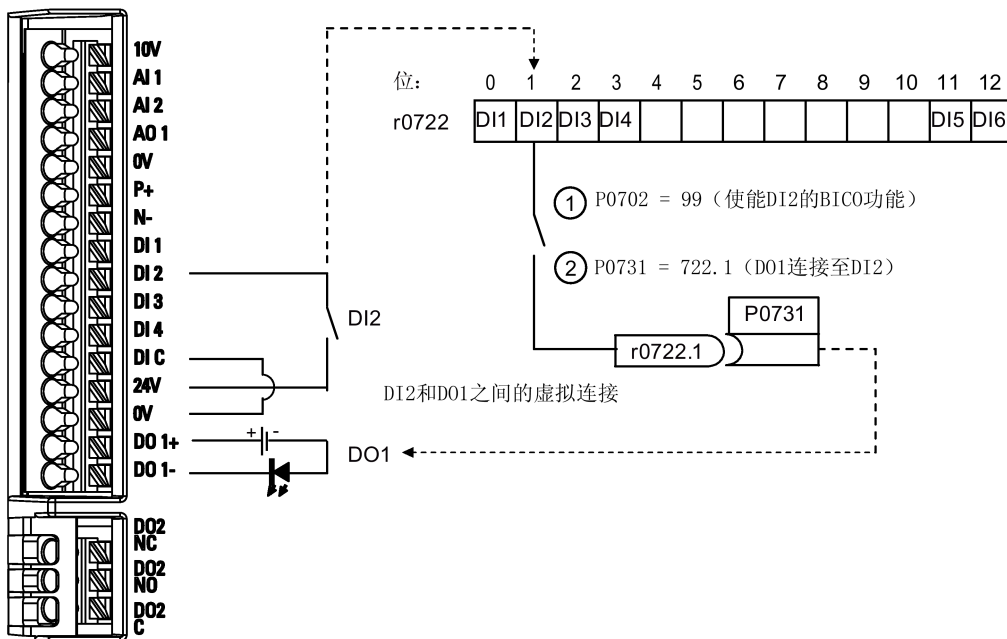 10V
AI 1
AI 2
AO 1
0V
P+
N-
DI 1
DI 2
DI 3
DI 4
DI C
24V
0V
DO 1+
DO 1-
DO2
NC
DO2
NO
DO2
C
位: 0 1 2 3 4 5 6 7 8 9 10 11 12
r0722 DI1 DI2 DI3 DI4 DI5 DI6
① P0702 = 99（使能DI2的BICO功能）
② P0731 = 722.1（DO1连接至DI2）
P0731
r0722.1
DI2
DI2和DO1之间的虚拟连接
+ -
DO1